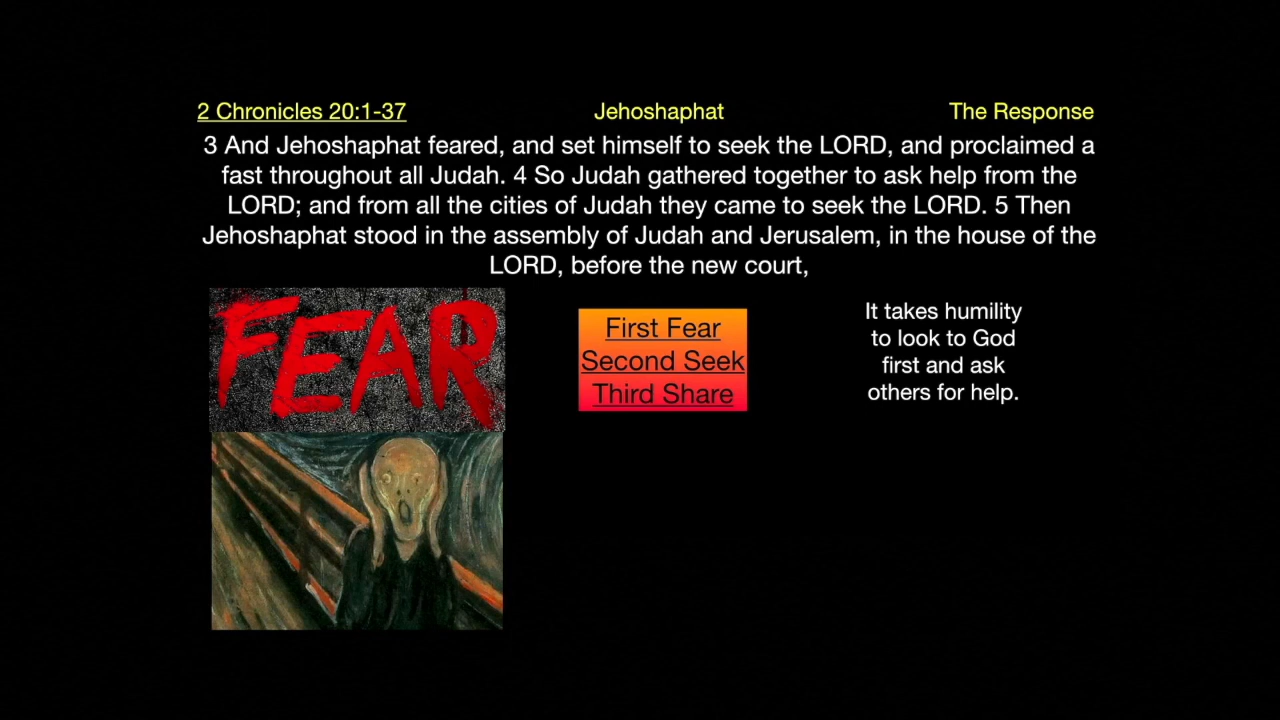 2 Chronicles 20:1-37 Jehoshaphat The Response
3 And Jehoshaphat feared, and set himself to seek the LORD, and proclaimed a
fast throughout all Judah. 4 So Judah gathered together to ask help from the
LORD; and from all the cities of Judah they came to seek the LORD. 5 Then
Jehoshaphat stood in the assembly of Judah and Jerusalem, in the house of the
LORD, before the new court,
FEAR
First Fear
Second Seek
Third Share
It takes humility
to look to God
first and ask
others for help.